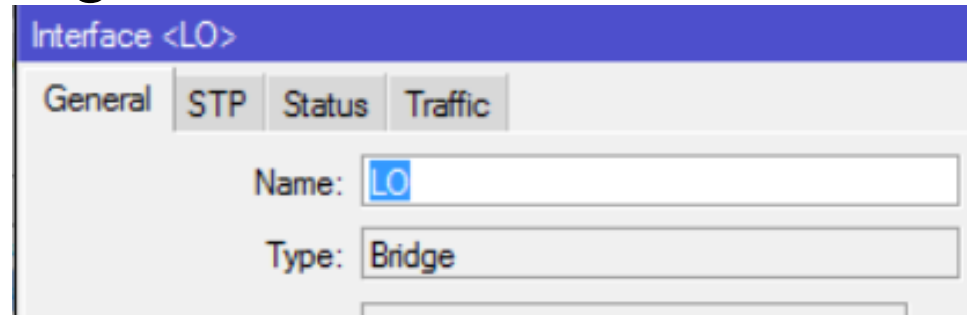 Interface <LO>
General STP Status Traffic
Name: LO
Type: Bridge